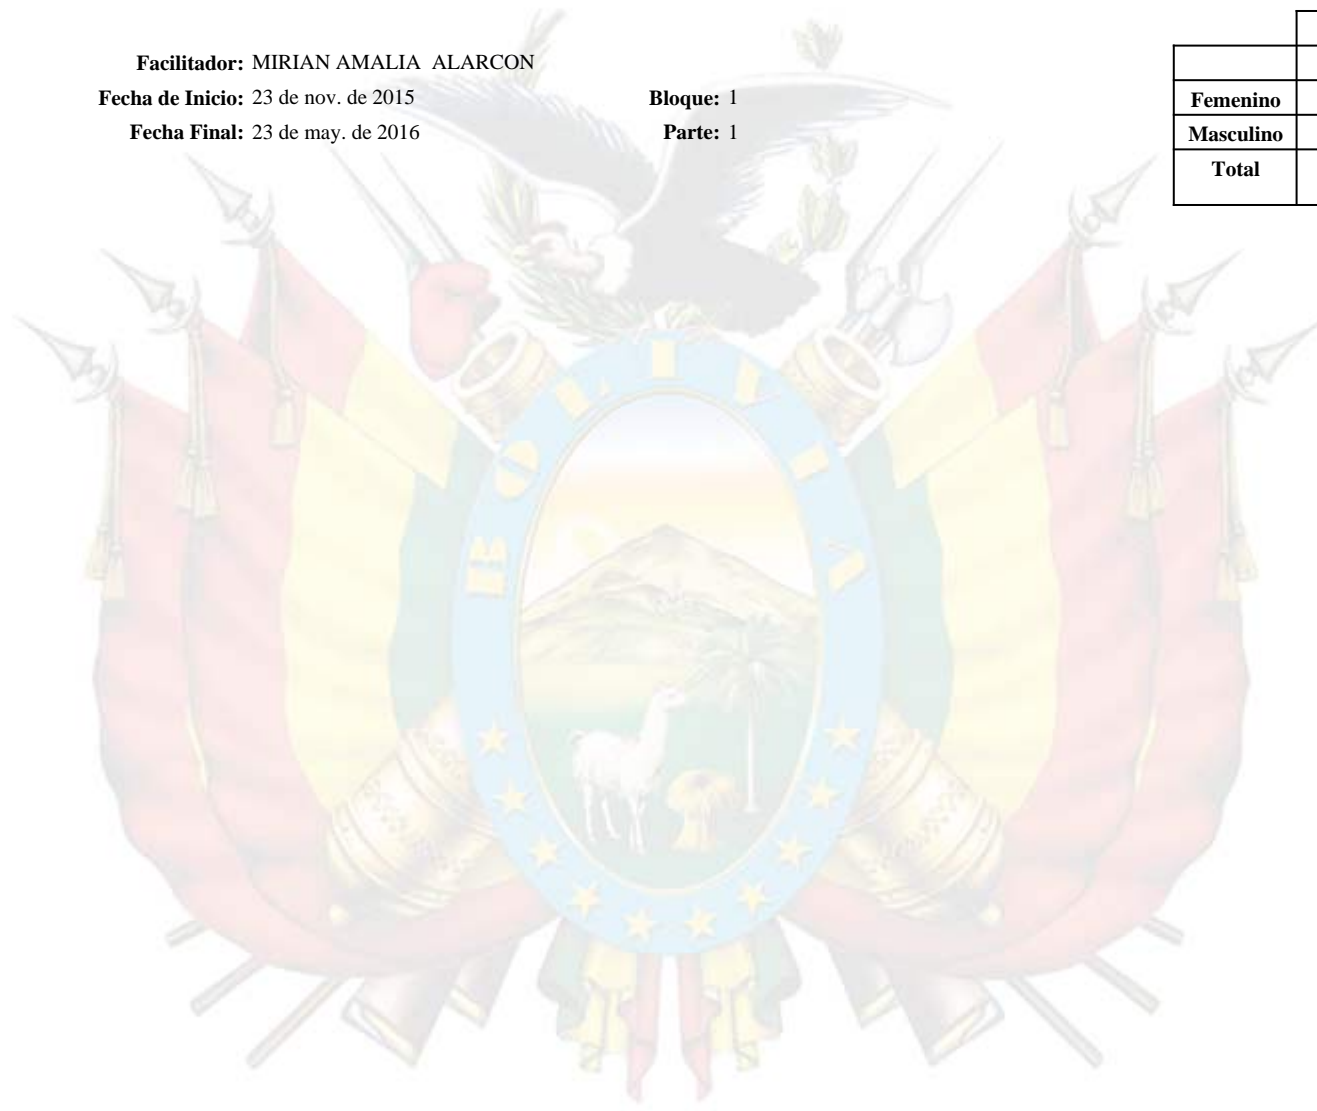 Facilitador: MIRIAN AMALIA ALARCON
Fecha de Inicio: 23 de nov. de 2015 Bloque: 1
Fecha Final: 23 de may. de 2016 Parte: 1
Femenino
Masculino
Total
BOLIVIA